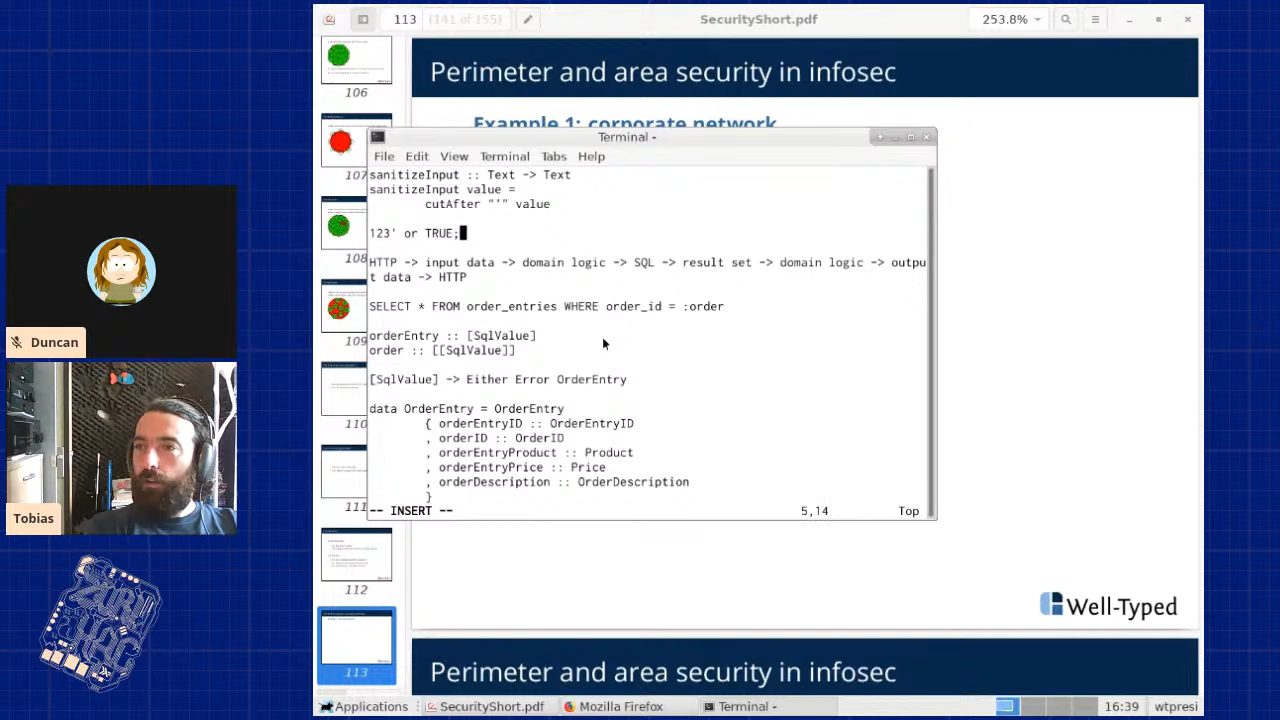 113 (141 of 155)
SecurityShort.pdf
253.8%
Perimeter and area security in infosec
Example 1: corporate network
106
107
108
109
110
111
112
113
Terminal -
File Edit View Terminal Tabs Help
sanitizeInput :: Text -> Text
sanitizeInput value =
cutAfter "'" value
123' or TRUE;
HTTP -> input data -> domain logic -> SQL -> result set -> domain logic -> outpu
t data -> HTTP
SELECT * FROM order_entries WHERE order_id = :order
orderEntry :: [SqlValue]
order :: [[SqlValue]]
[SqlValue] -> Either Error OrderEntry
data OrderEntry = OrderEntry
{ orderEntryID :: OrderEntryID
, orderID :: OrderID
, orderEntryproduct :: Product
, orderEntryPrice :: Price
, orderDescription :: OrderDescription
}
-- INSERT -- 5,14 Top
Duncan
Tobias
Well-Typed
Perimeter and area security in infosec
Applications SecurityShort.pdf Mozilla Firefox Terminal - 16:39 wtpresi